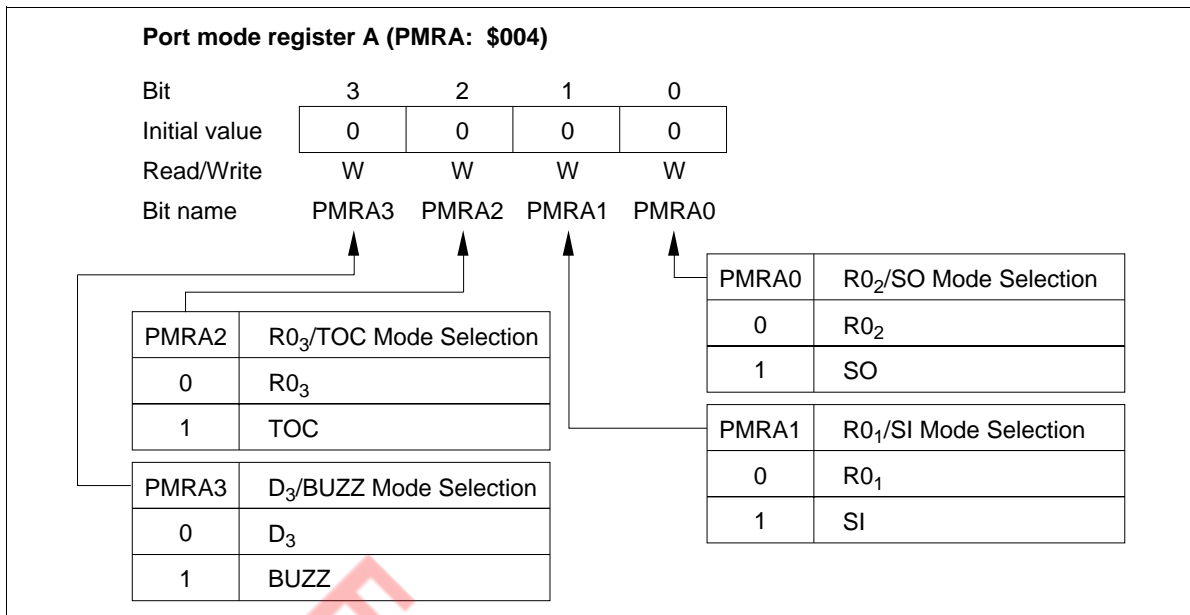 Port mode register A (PMRA: $004)
Bit 3 2 1 0
Initial value 0 0 0 0
Read/Write W W W W
Bit name PMRA3 PMRA2 PMRA1 PMRA0
PMRA0 R0₂/SO Mode Selection
0 R0₂
1 SO
PMRA2 R0₃/TOC Mode Selection
0 R0₃
1 TOC
PMRA1 R0₁/SI Mode Selection
0 R0₁
1 SI
PMRA3 D₃/BUZZ Mode Selection
0 D₃
1 BUZZ